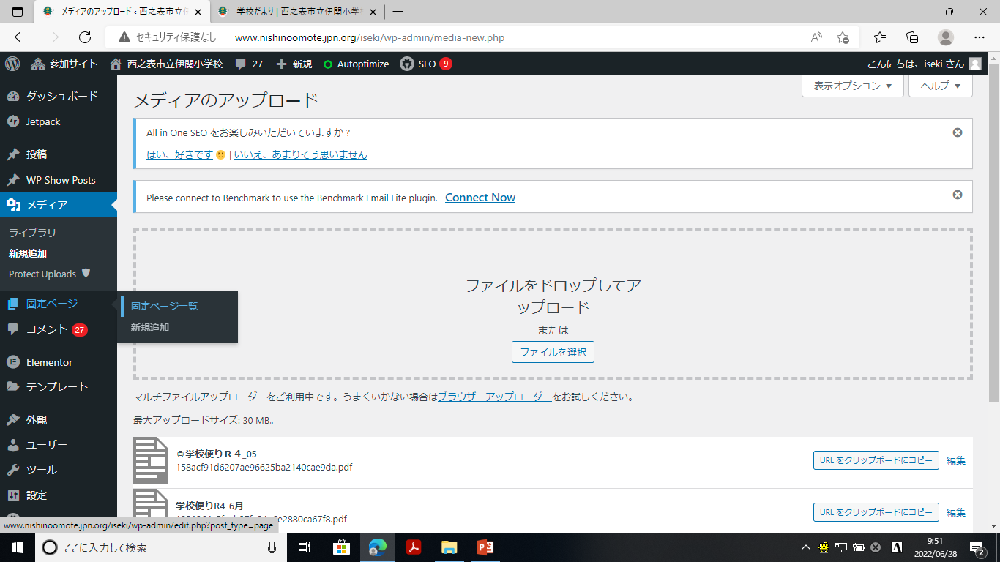 メディアのアップロード ‹ 西之表市立伊
学校だより | 西之表市立伊関小学
セキュリティ保護なし
www.nishinoomote.jpn.org/iseki/wp-admin/media-new.php
参加サイト
西之表市立伊関小学校
27
新規
Autoptimize
SEO 9
こんにちは、iseki さん
ダッシュボード
Jetpack
投稿
WP Show Posts
メディア
ライブラリ
新規追加
Protect Uploads
固定ページ
固定ページ一覧
新規追加
コメント 27
Elementor
テンプレート
外観
ユーザー
ツール
設定
表示オプション
ヘルプ
メディアのアップロード
All in One SEO をお楽しみいただいていますか ?
はい、好きです 🙂 | いいえ、あまりそう思いません
Please connect to Benchmark to use the Benchmark Email Lite plugin. Connect Now
ファイルをドロップしてア
ップロード
または
ファイルを選択
マルチファイルアップローダーをご利用中です。うまくいかない場合はブラウザーアップローダーをお試しください。
最大アップロードサイズ: 30 MB。
◎学校便りＲ４_05
158acf91d6207ae96625ba2140cae9da.pdf
URL をクリップボードにコピー
編集
学校便りR4-6月
URL をクリップボードにコピー
編集
www.nishinoomote.jpn.org/iseki/wp-admin/edit.php?post_type=page
ここに入力して検索
A
9:51
2022/06/28
2